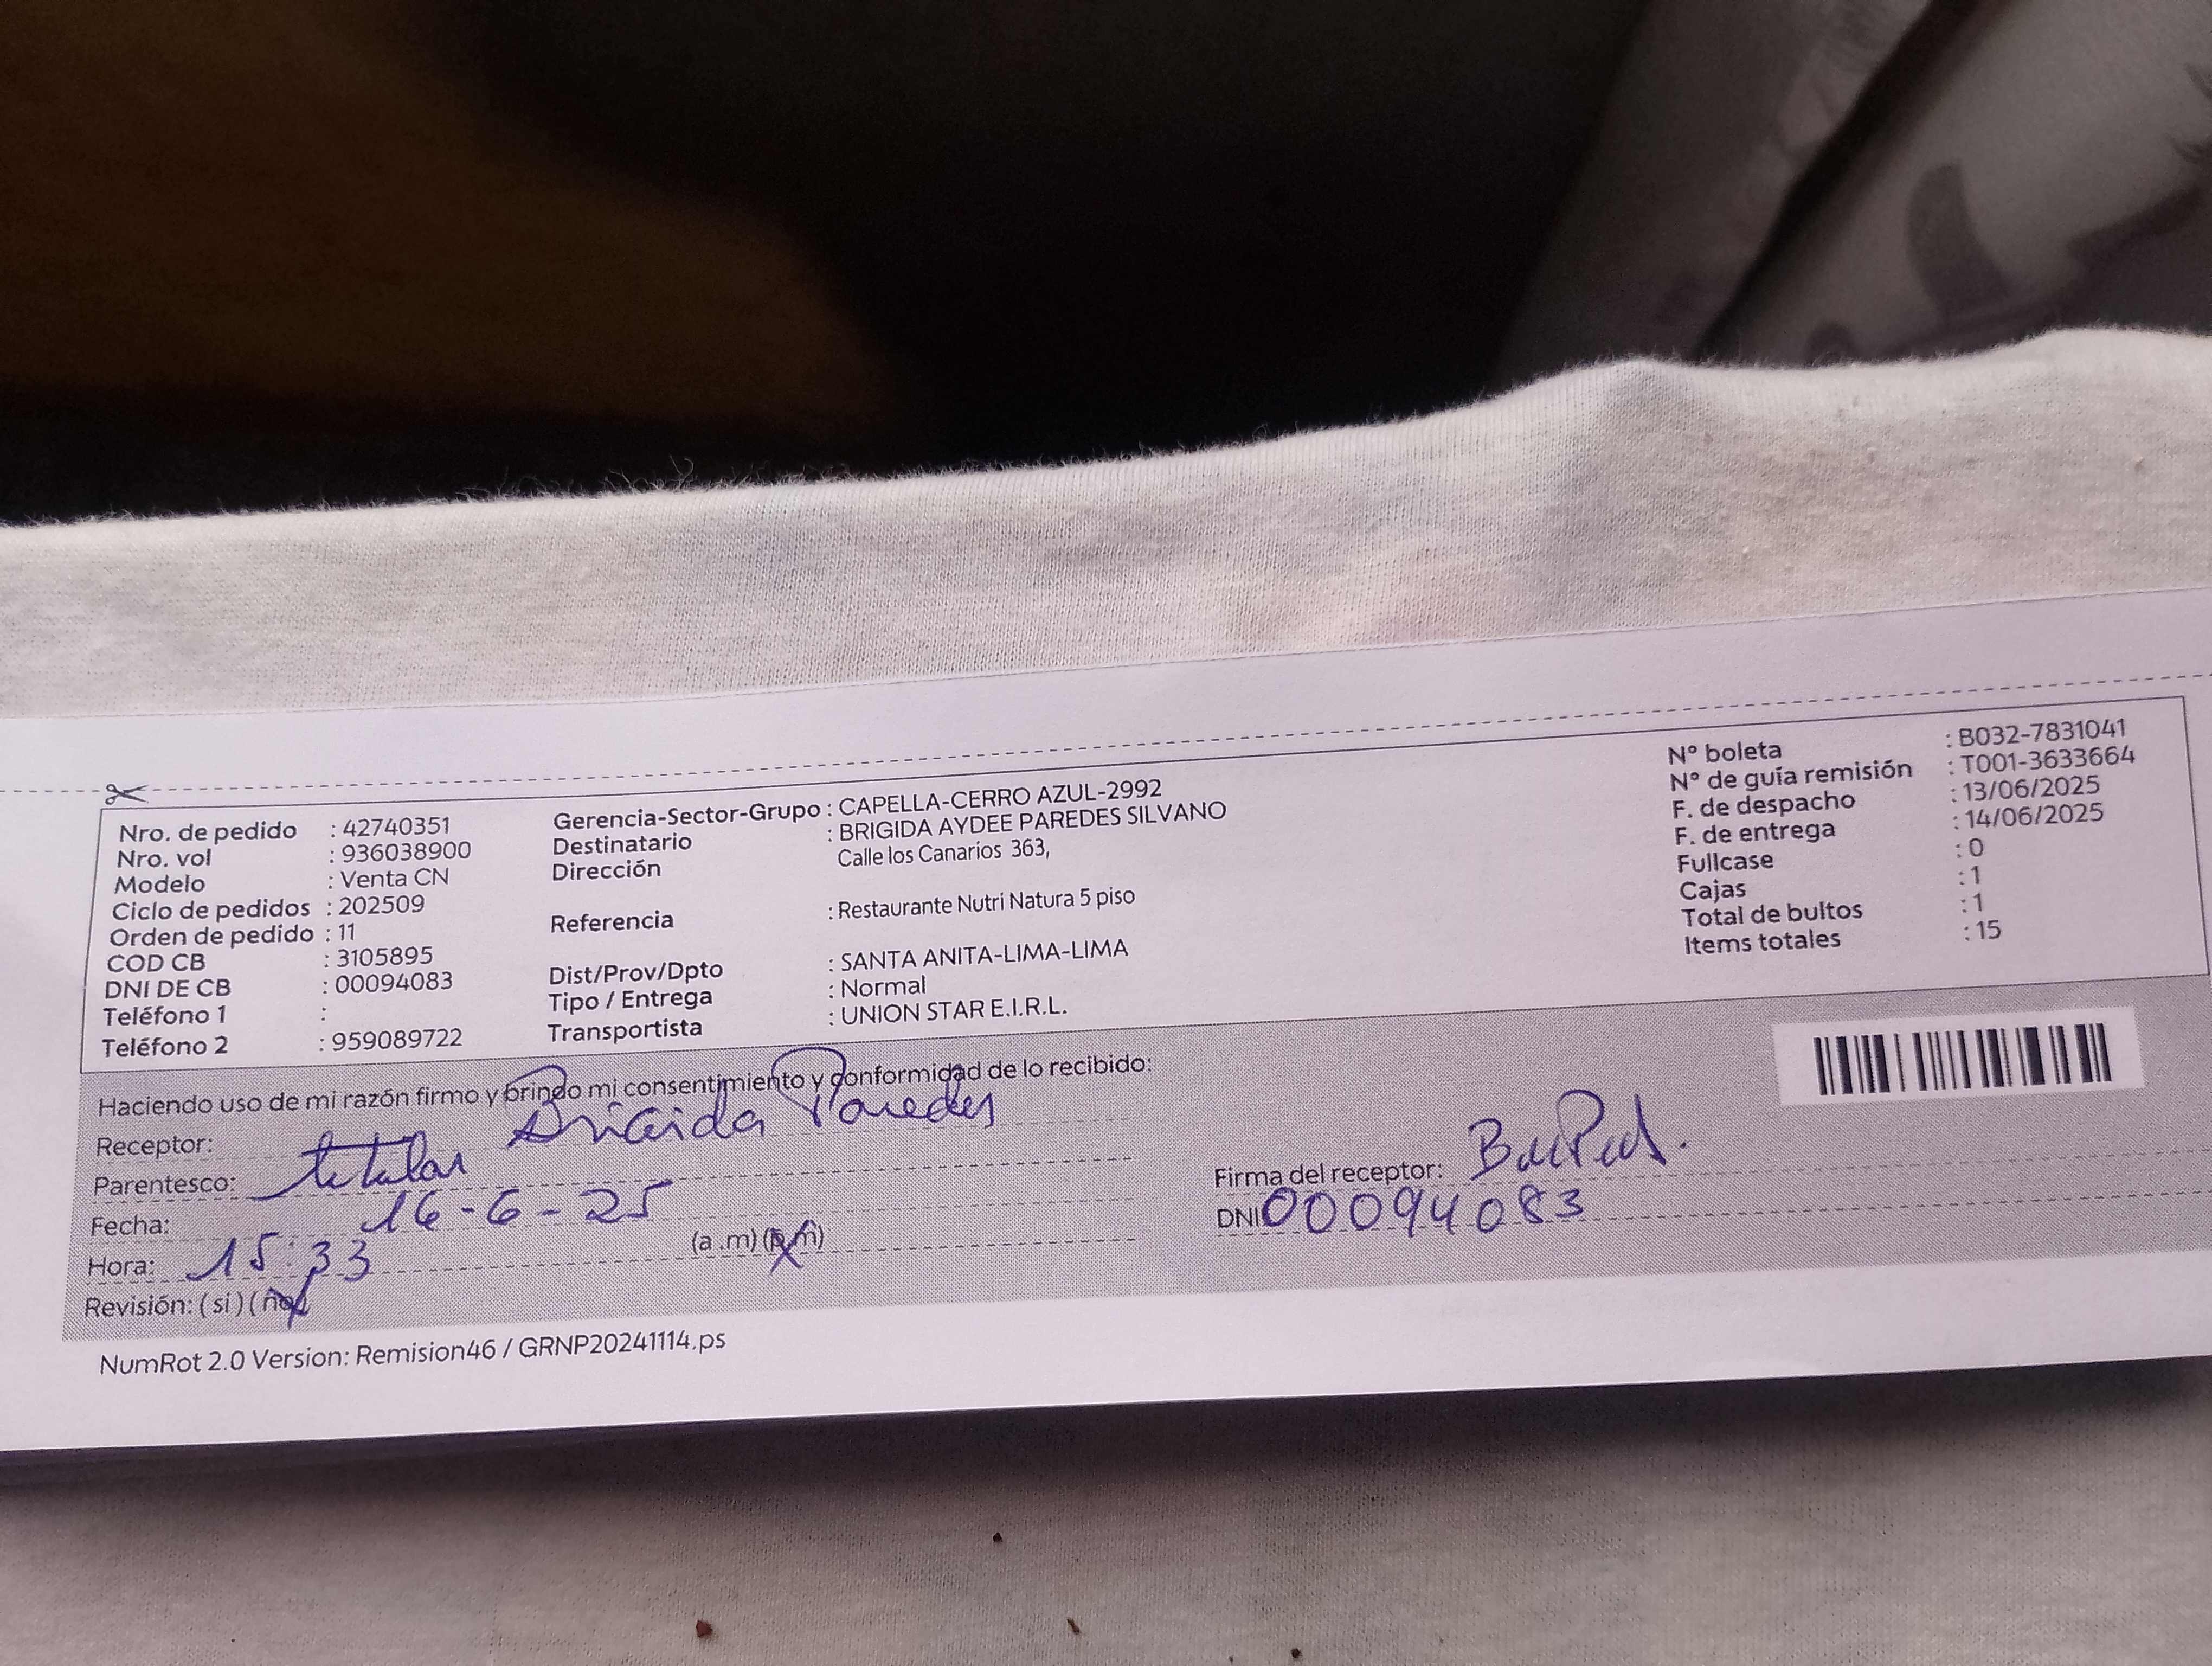 Nro. de pedido : 42740351
Nro. vol : 936038900
Modelo : Venta CN
Ciclo de pedidos : 202509
Orden de pedido : 11
COD CB : 3105895
DNI DE CB : 00094083
Teléfono 1 :
Teléfono 2 : 959089722
Gerencia-Sector-Grupo : CAPELLA-CERRO AZUL-2992
Destinatario : BRIGIDA AYDEE PAREDES SILVANO
Dirección Calle los Canarios 363,
Referencia : Restaurante Nutri Natura 5 piso
Dist/Prov/Dpto : SANTA ANITA-LIMA-LIMA
Tipo / Entrega : Normal
Transportista : UNION STAR E.I.R.L.
N° boleta : B032-7831041
N° de guía remisión : T001-3633664
F. de despacho : 13/06/2025
F. de entrega : 14/06/2025
Fullcase : 0
Cajas : 1
Total de bultos : 1
Items totales : 15
Haciendo uso de mi razón firmo y brindo mi consentimiento y conformidad de lo recibido:
Receptor: Brigida Paredes
Parentesco: titular
Fecha: 16-6-25
Hora: 15:33 (a.m) (p.m)
Revisión: (si) (no)
Firma del receptor:
DNI 00094083
NumRot 2.0 Version: Remision46 / GRNP20241114.ps